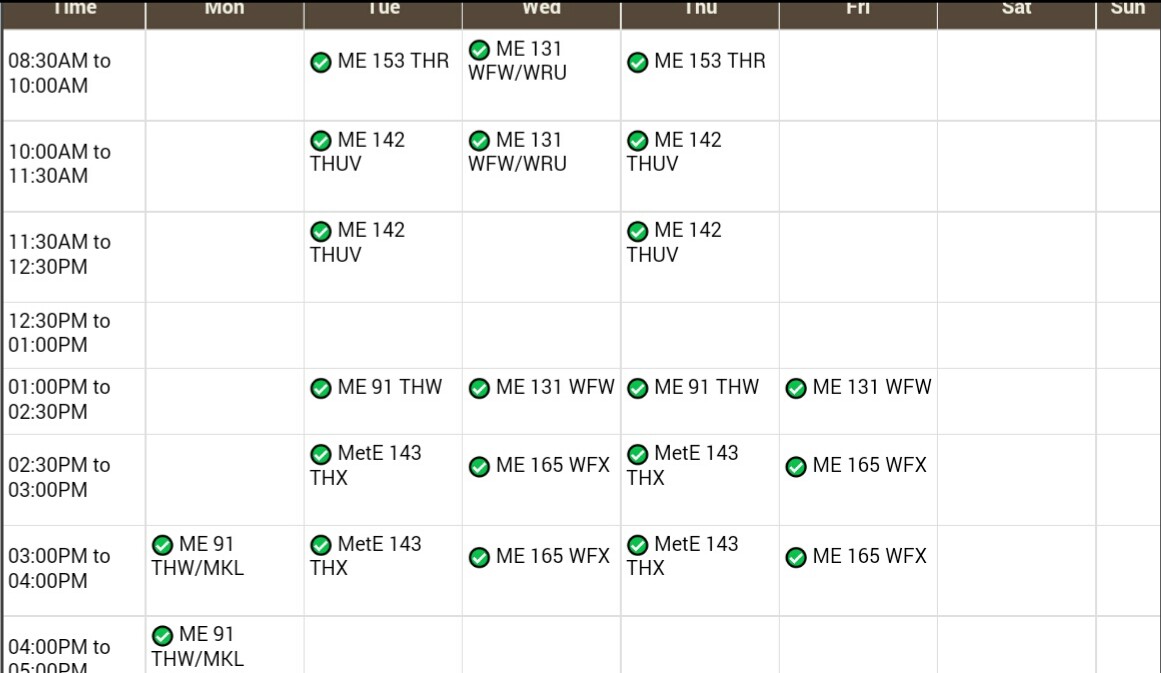 Time Mon Tue Wed Thu Fri Sat Sun
08:30AM to
10:00AM
ME 153 THR
ME 131
WFW/WRU
ME 153 THR
10:00AM to
11:30AM
ME 142
THUV
ME 131
WFW/WRU
ME 142
THUV
11:30AM to
12:30PM
ME 142
THUV
ME 142
THUV
12:30PM to
01:00PM
01:00PM to
02:30PM
ME 91 THW
ME 131 WFW
ME 91 THW
ME 131 WFW
02:30PM to
03:00PM
MetE 143
THX
ME 165 WFX
MetE 143
THX
ME 165 WFX
03:00PM to
04:00PM
ME 91
THW/MKL
MetE 143
THX
ME 165 WFX
MetE 143
THX
ME 165 WFX
04:00PM to
05:00PM
ME 91
THW/MKL